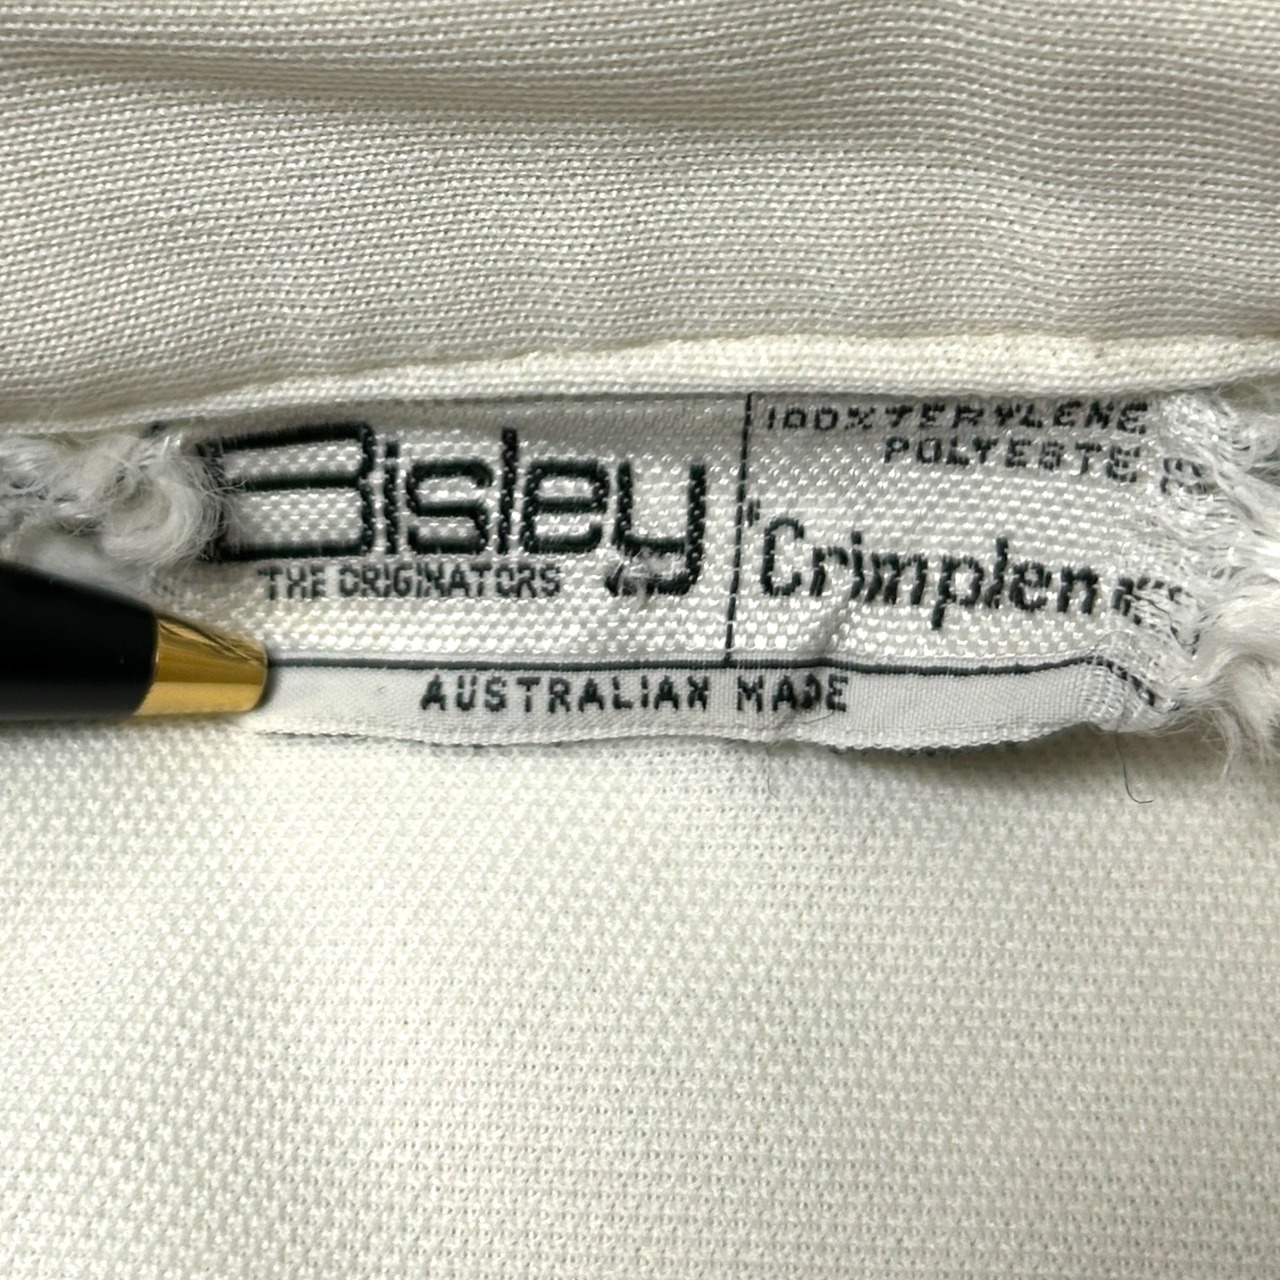 Bisley
THE ORIGINATORS
100% TERYLENE
POLYESTE
"Crimplene
AUSTRALIAN MADE